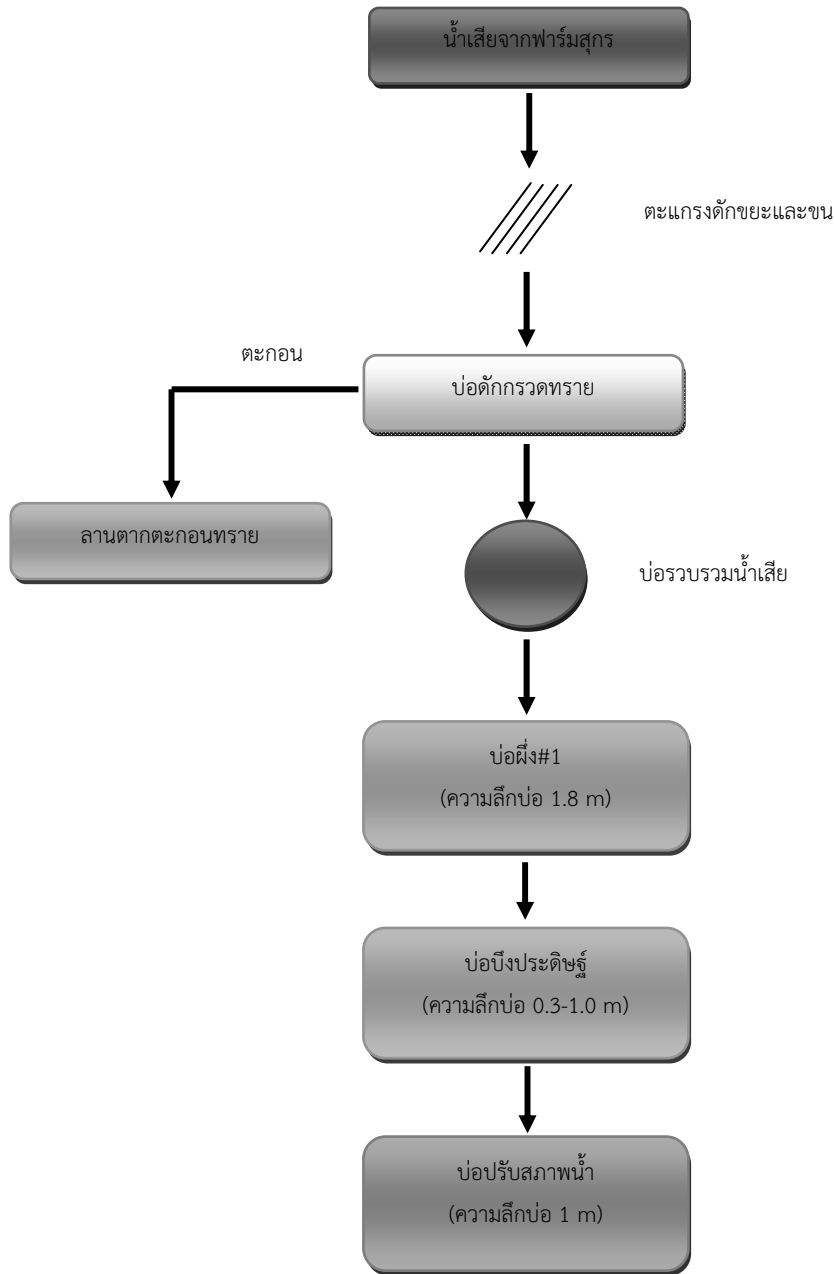 น้ำเสียจากฟาร์มสุกร
ตะแกรงดักขยะและขน
ตะกอน
บ่อดักกรวดทราย
ลานตากตะกอนทราย
บ่อรวบรวมน้ำเสีย
บ่อผึ่ง#1
(ความลึกบ่อ 1.8 m)
บ่อบึงประดิษฐ์
(ความลึกบ่อ 0.3-1.0 m)
บ่อปรับสภาพน้ำ
(ความลึกบ่อ 1 m)